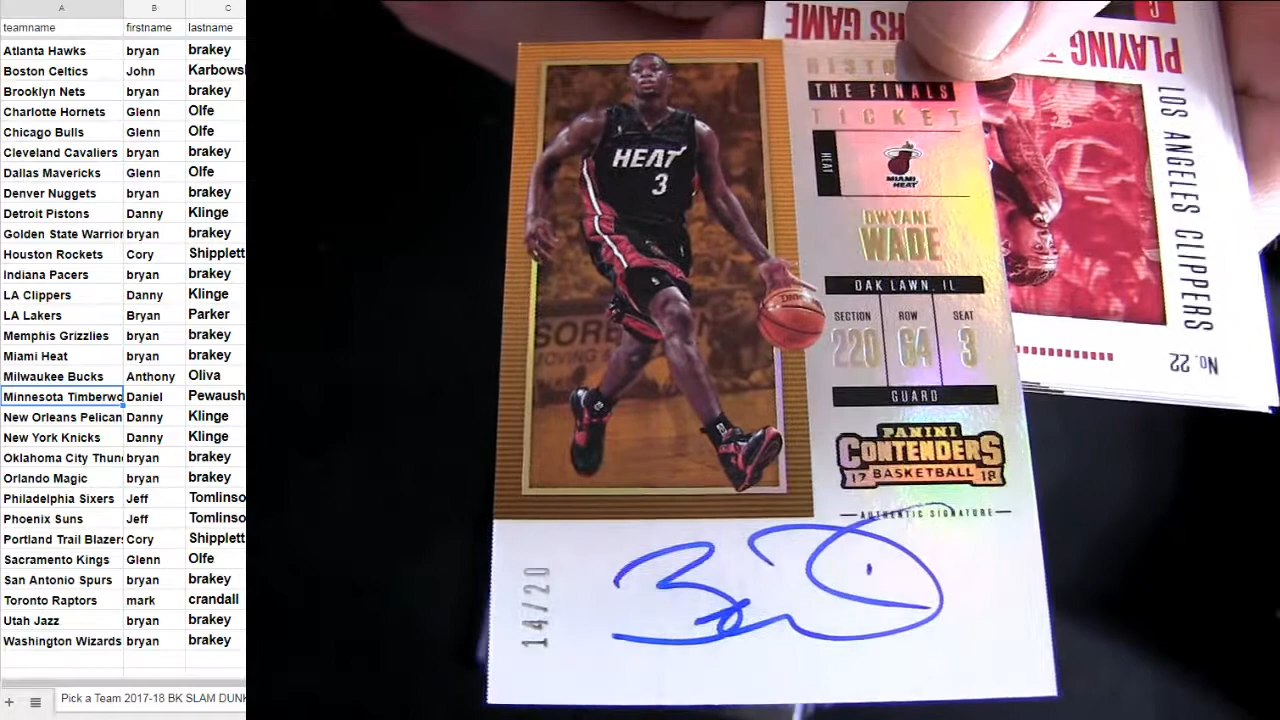 A B C
teamname firstname lastname
Atlanta Hawks bryan brakey
Boston Celtics John Karbows
Brooklyn Nets bryan brakey
Charlotte Hornets Glenn Olfe
Chicago Bulls Glenn Olfe
Cleveland Cavaliers bryan brakey
Dallas Mavericks Glenn Olfe
Denver Nuggets bryan brakey
Detroit Pistons Danny Klinge
Golden State Warrior bryan brakey
Houston Rockets Cory Shipplett
Indiana Pacers bryan brakey
LA Clippers Danny Klinge
LA Lakers Bryan Parker
Memphis Grizzlies bryan brakey
Miami Heat bryan brakey
Milwaukee Bucks Anthony Oliva
Minnesota Timberwo Daniel Pewaush
New Orleans Pelican Danny Klinge
New York Knicks Danny Klinge
Oklahoma City Thun bryan brakey
Orlando Magic bryan brakey
Philadelphia Sixers Jeff Tomlinso
Phoenix Suns Jeff Tomlinso
Portland Trail Blazers Cory Shipplett
Sacramento Kings Glenn Olfe
San Antonio Spurs bryan brakey
Toronto Raptors mark crandall
Utah Jazz bryan brakey
Washington Wizards bryan brakey
Pick a Team 2017-18 BK SLAM DUNK
HEAT
3
THE FINALS
TICKET
HEAT
MIAMI
HEAT
DWYANE
WADE
OAK LAWN, IL
SECTION ROW SEAT
220 64 3
GUARD
PANINI
CONTENDERS
17 BASKETBALL 18
AUTHENTIC SIGNATURE
14/20
RS GAME
PLAYING
C
LOS ANGELES CLIPPERS
No. 22